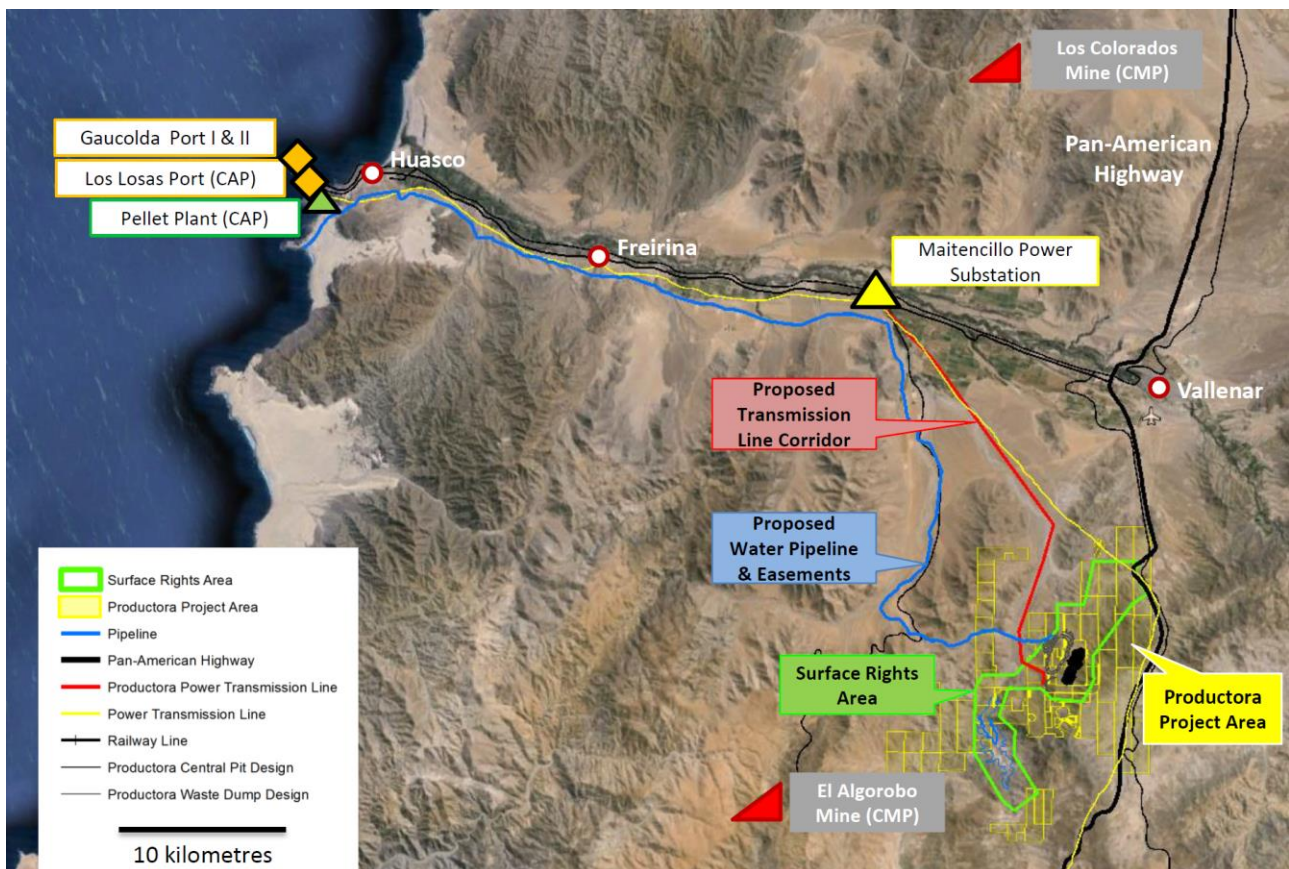 Los Colorados
Mine (CMP)
Gaucolda  Port I & II
Los Losas Port (CAP)
Pellet Plant (CAP)
Huasco
Pan-American
Highway
Freirina
Maitencillo Power
Substation
Vallenar
Proposed
Transmission
Line Corridor
Proposed
Water Pipeline
& Easements
Surface Rights
Area
Productora
Project Area
El Algorobo
Mine (CMP)
Surface Rights Area
Productora Project Area
Pipeline
Pan-American Highway
Productora Power Transmission Line
Power Transmission Line
Railway Line
Productora Central Pit Design
Productora Waste Dump Design
10 kilometres